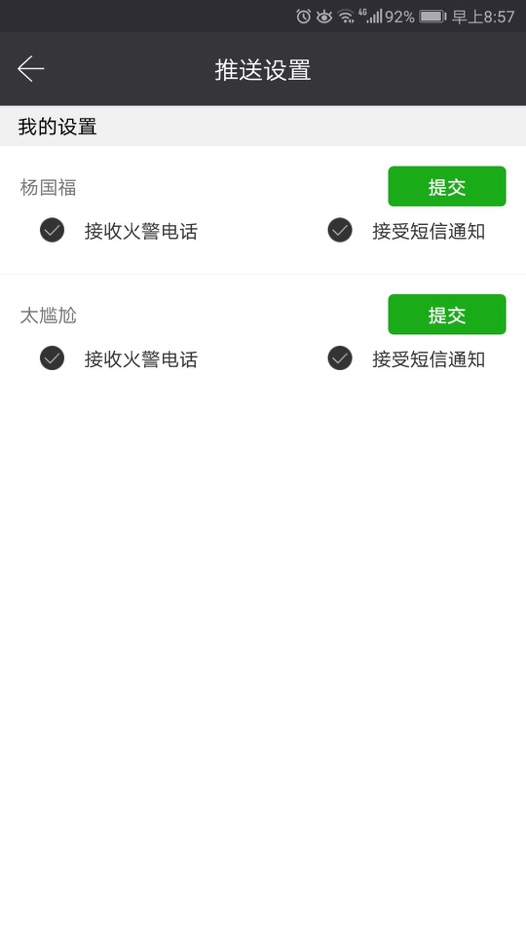 4G 92% 早上8:57
推送设置
我的设置
杨国福 提交
接收火警电话 接受短信通知
太尴尬 提交
接收火警电话 接受短信通知